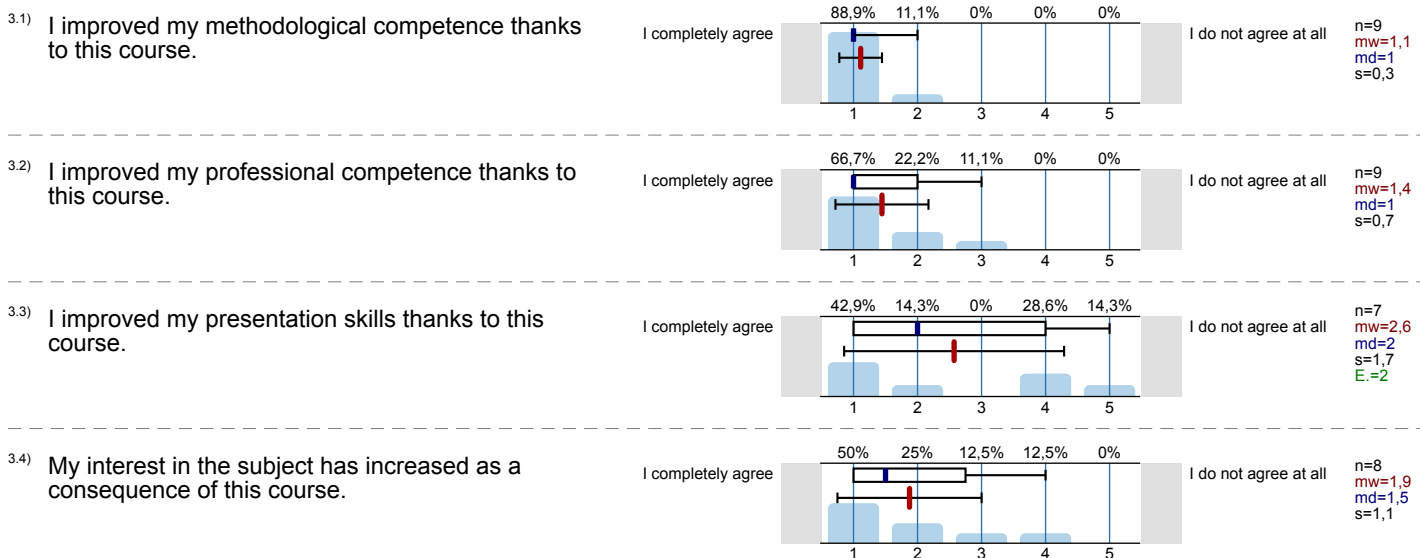 3.1) I improved my methodological competence thanks
to this course.
I completely agree
88,9% 11,1% 0% 0% 0%
1 2 3 4 5
I do not agree at all
n=9
mw=1,1
md=1
s=0,3
3.2) I improved my professional competence thanks to
this course.
I completely agree
66,7% 22,2% 11,1% 0% 0%
1 2 3 4 5
I do not agree at all
n=9
mw=1,4
md=1
s=0,7
3.3) I improved my presentation skills thanks to this
course.
I completely agree
42,9% 14,3% 0% 28,6% 14,3%
1 2 3 4 5
I do not agree at all
n=7
mw=2,6
md=2
s=1,7
E.=2
3.4) My interest in the subject has increased as a
consequence of this course.
I completely agree
50% 25% 12,5% 12,5% 0%
1 2 3 4 5
I do not agree at all
n=8
mw=1,9
md=1,5
s=1,1